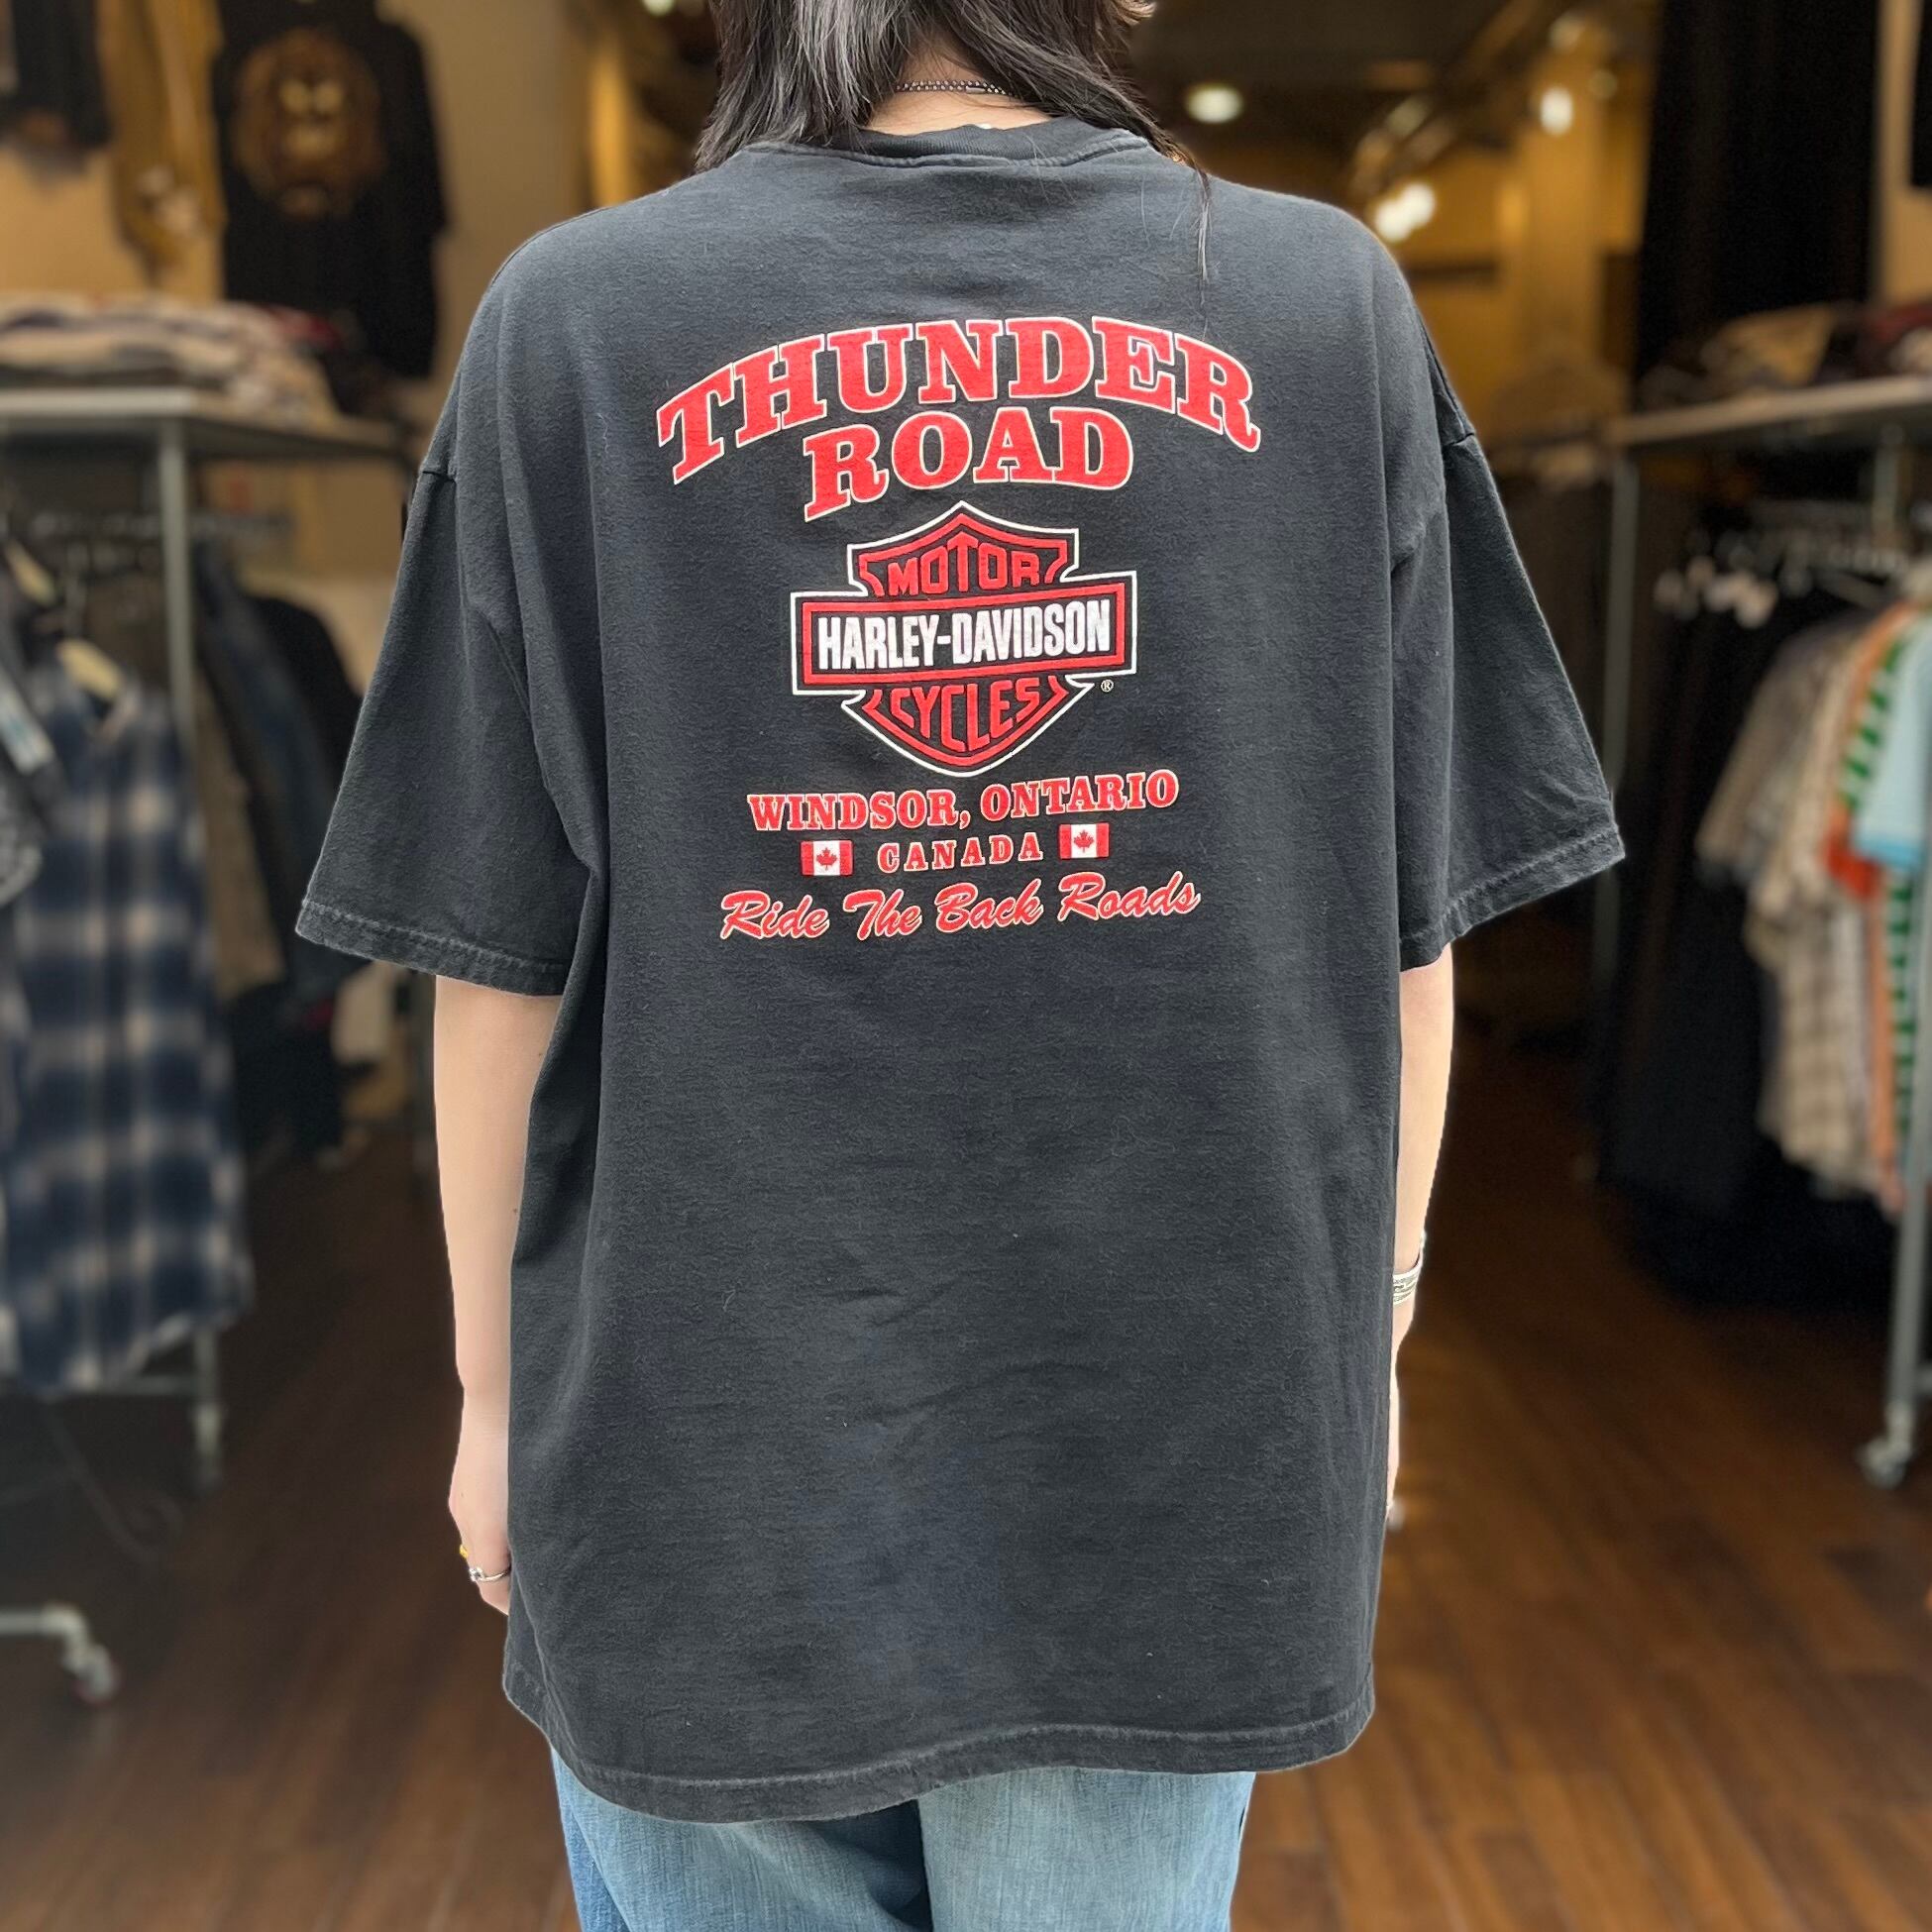 THUNDER
ROAD
MOTOR
HARLEY-DAVIDSON
CYCLES ®
WINDSOR, ONTARIO
CANADA
Ride The Back Roads